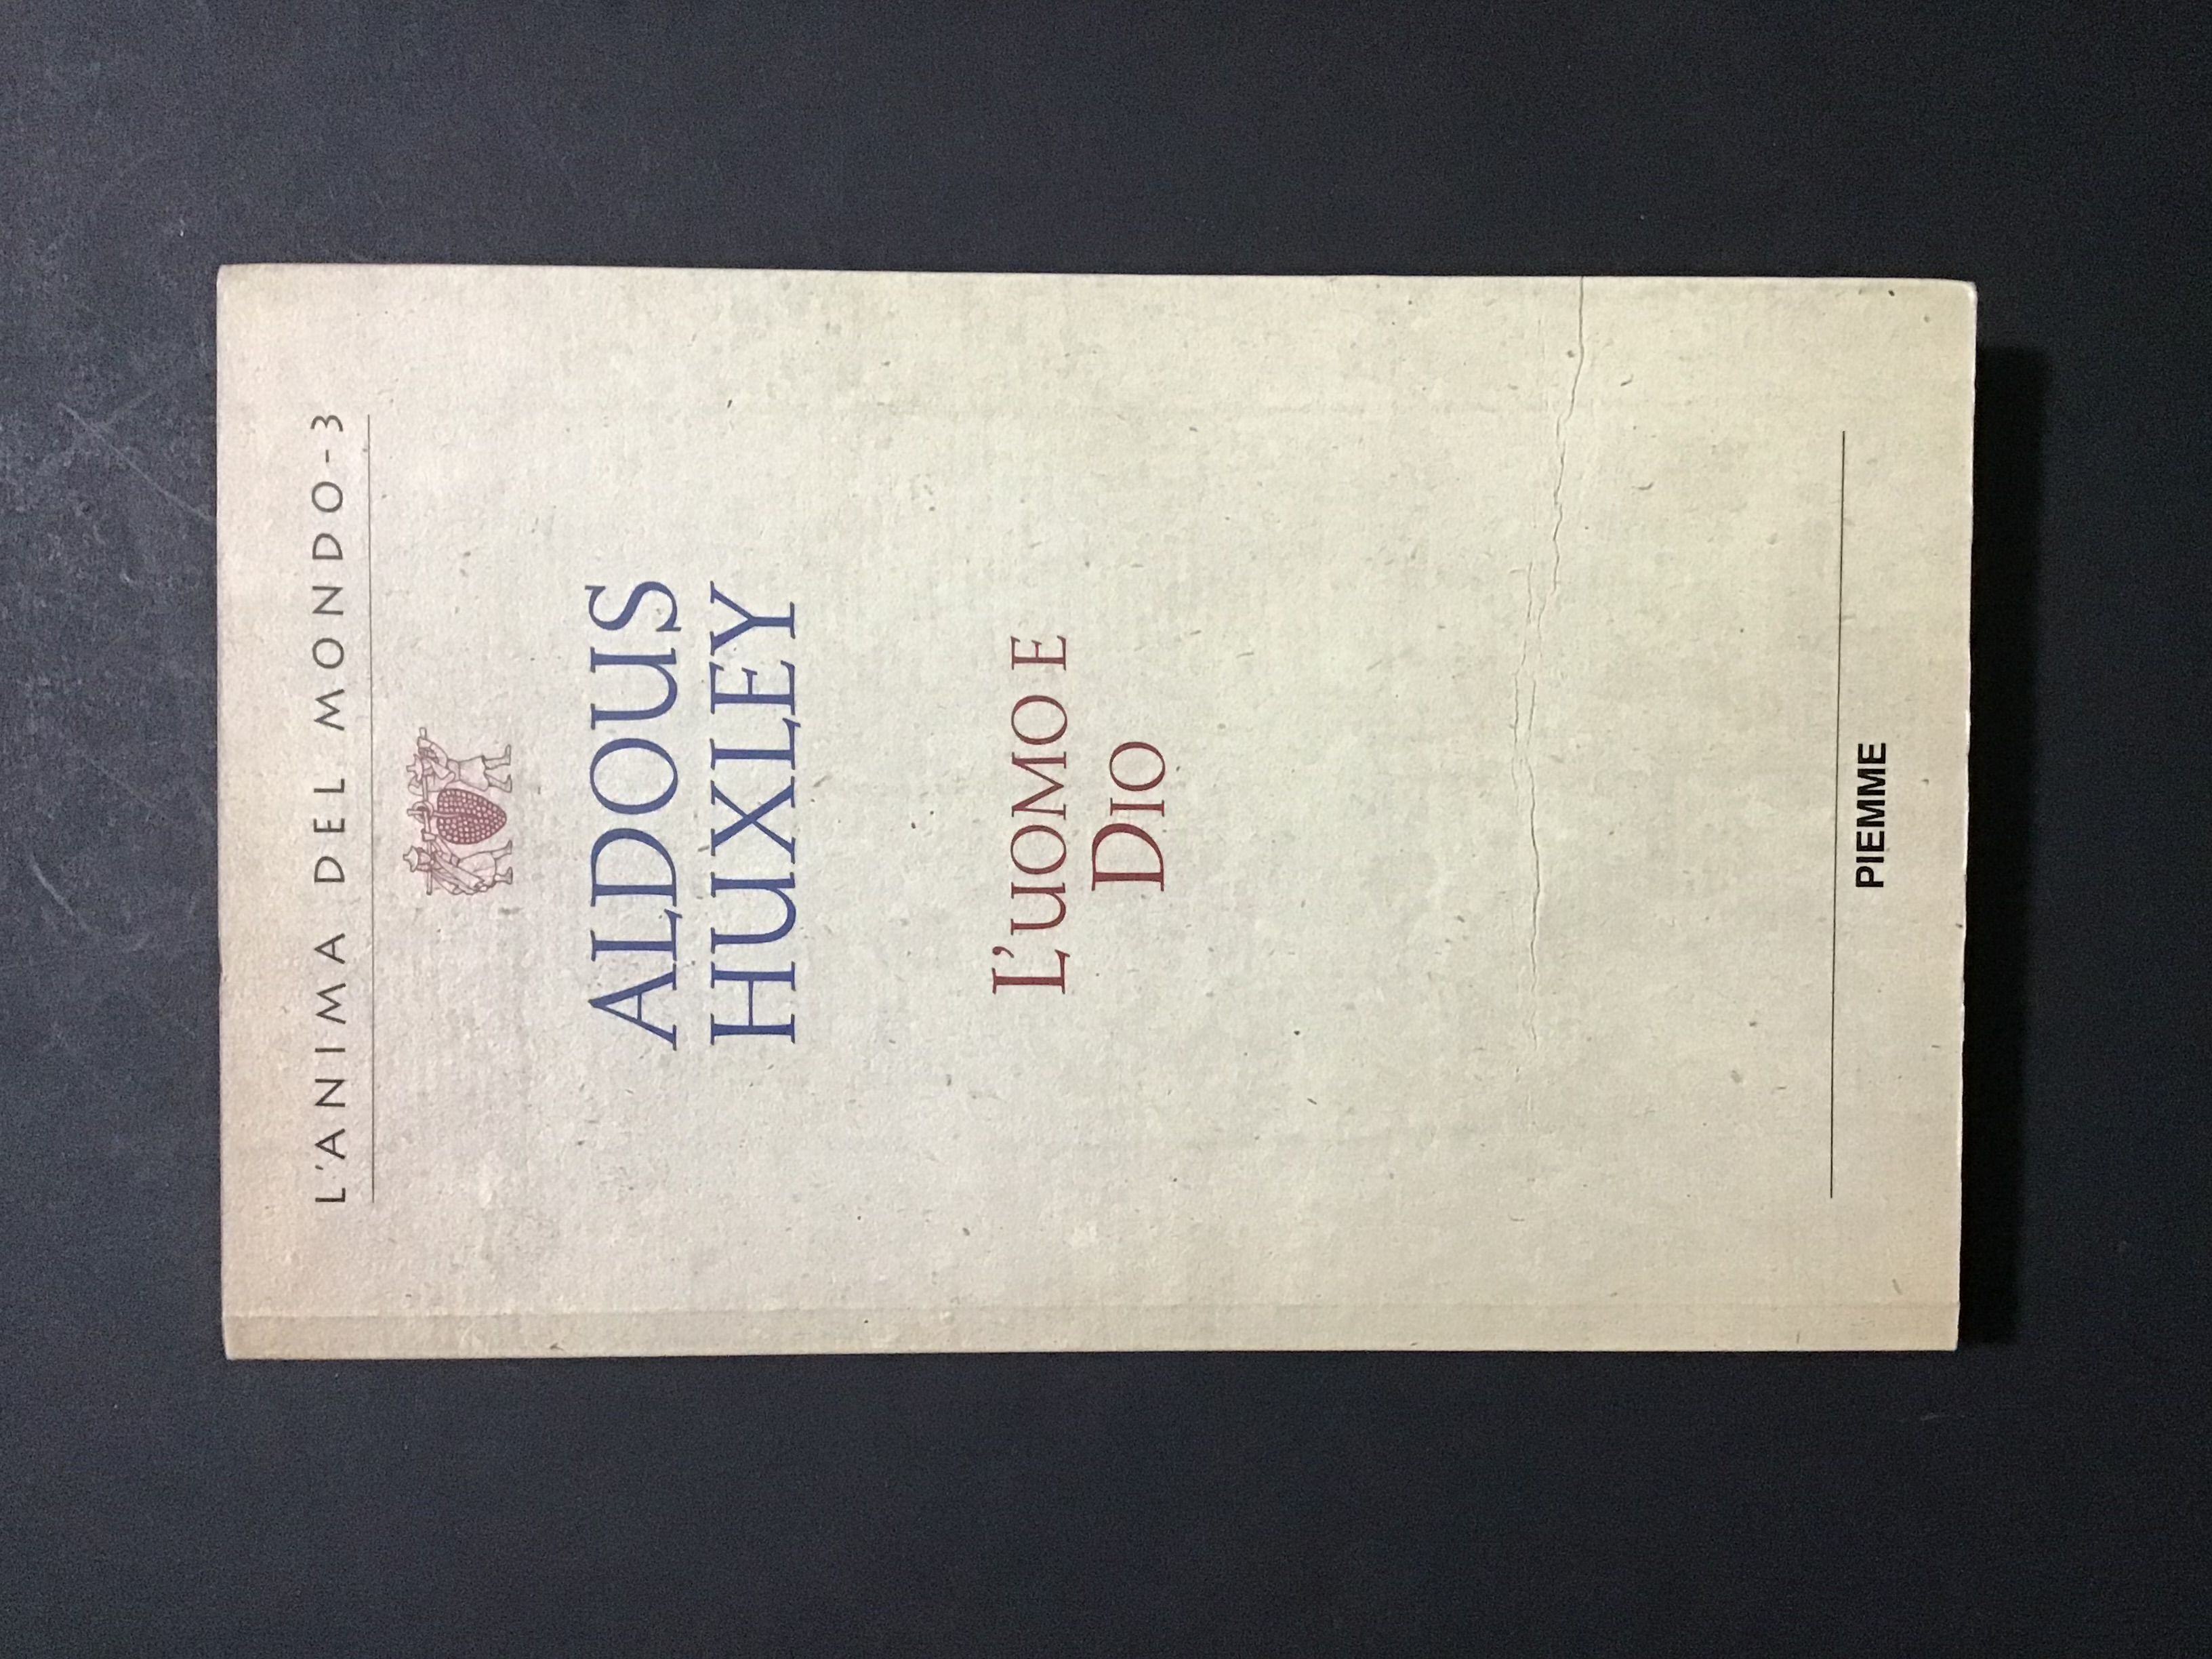 L'ANIMA DEL MONDO-3
ALDOUS
HUXLEY
L'UOMO E
DIO
PIEMME